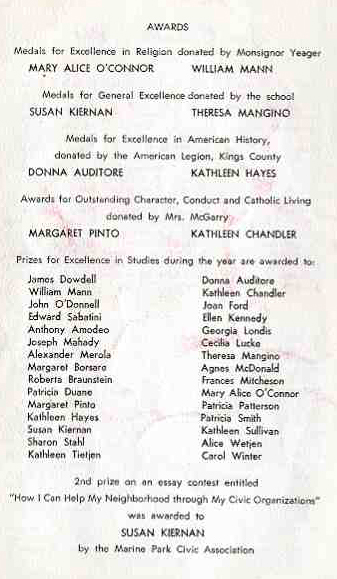 AWARDS
Medals for Excellence in Religion donated by Monsignor Yeager
MARY ALICE O'CONNOR WILLIAM MANN
Medals for General Excellence donated by the school
SUSAN KIERNAN THERESA MANGINO
Medals for Excellence in American History,
donated by the American Legion, Kings County
DONNA AUDITORE KATHLEEN HAYES
Awards for Outstanding Character, Conduct and Catholic Living
donated by Mrs. McGarry
MARGARET PINTO KATHLEEN CHANDLER
Prizes for Excellence in Studies during the year are awarded to:
James Dowdell Donna Auditore
William Mann Kathleen Chandler
John O'Donnell Joan Ford
Edward Sabatini Ellen Kennedy
Anthony Amodeo Georgia Londis
Joseph Mahady Cecilia Lucke
Alexander Merola Theresa Mangino
Margaret Borsara Agnes McDonald
Roberta Braunstein Frances Mitcheson
Patricia Duane Mary Alice O'Connor
Margaret Pinto Patricia Patterson
Kathleen Hayes Patricia Smith
Susan Kiernan Kathleen Sullivan
Sharon Stahl Alice Wetjen
Kathleen Tietjen Carol Winter
2nd prize on an essay contest entitled
"How I Can Help My Neighborhood through My Civic Organizations"
was awarded to
SUSAN KIERNAN
by the Marine Park Civic Association